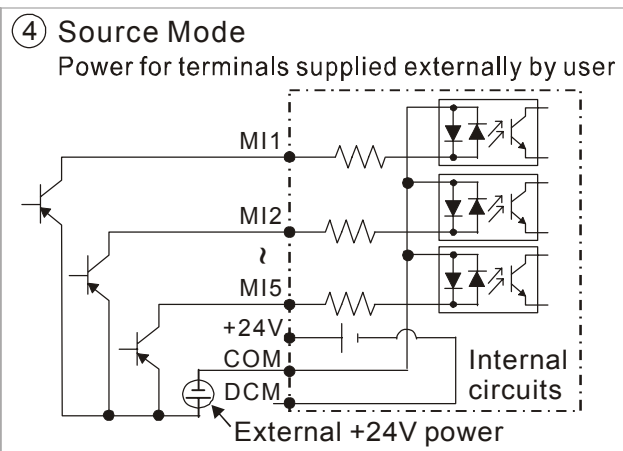 ④ Source Mode
Power for terminals supplied externally by user
MI1
MI2
~
MI5
+24V
COM
DCM
Internal
circuits
External +24V power